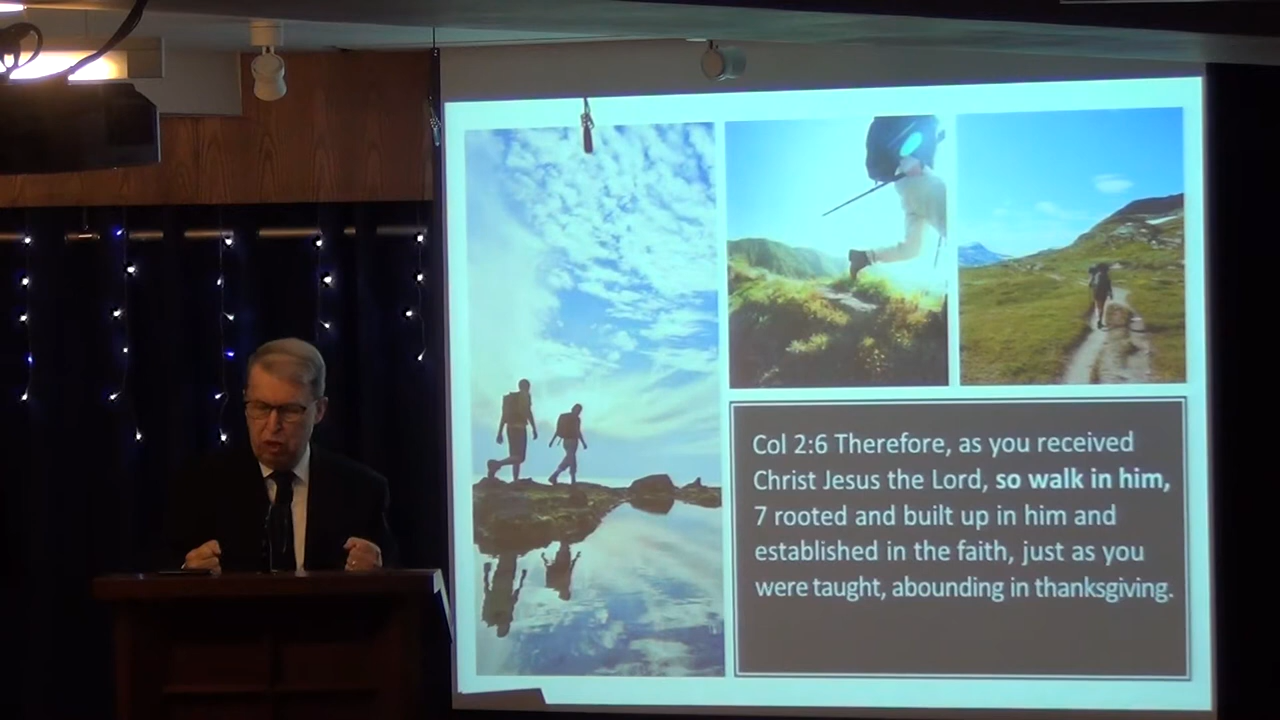 Col 2:6 Therefore, as you received
Christ Jesus the Lord, so walk in him,
7 rooted and built up in him and
established in the faith, just as you
were taught, abounding in thanksgiving.